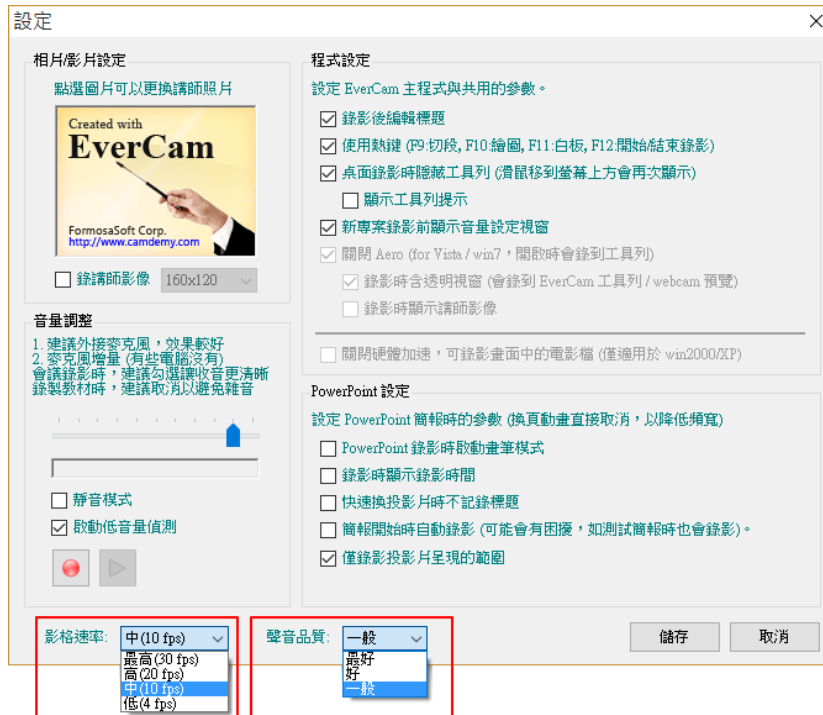 設定
相片/影片設定
點選圖片可以更換講師照片
Created with
EverCam
FormosaSoft Corp.
http://www.camdemy.com
錄講師影像 160x120
音量調整
1. 建議外接麥克風，效果較好
2. 麥克風增量 (有些電腦沒有)
會議錄影時，建議勾選讓收音更清晰
錄製教材時，建議取消以避免雜音
靜音模式
啟動低音量偵測
程式設定
設定 EverCam 主程式與共用的參數。
錄影後編輯標題
使用熱鍵 (F9:切段, F10:繪圖, F11:白板, F12:開始/結束錄影)
桌面錄影時隱藏工具列 (滑鼠移到螢幕上方會再次顯示)
顯示工具列提示
新專案錄影前顯示音量設定視窗
關閉 Aero (for Vista / win7，開啟時會錄到工具列)
錄影時含透明視窗 (會錄到 EverCam 工具列 / webcam 預覽)
錄影時顯示講師影像
關閉硬體加速，可錄影畫面中的電影檔 (僅適用於 win2000/XP)
PowerPoint 設定
設定 PowerPoint 簡報時的參數 (換頁動畫直接取消，以降低頻寬)
PowerPoint 錄影時啟動畫筆模式
錄影時顯示錄影時間
快速換投影片時不記錄標題
簡報開始時自動錄影 (可能會有困擾，如測試簡報時也會錄影)。
僅錄影投影片呈現的範圍
影格速率: 中(10 fps)
最高(30 fps)
高(20 fps)
中(10 fps)
低(4 fps)
聲音品質: 一般
最好
好
一般
儲存 取消